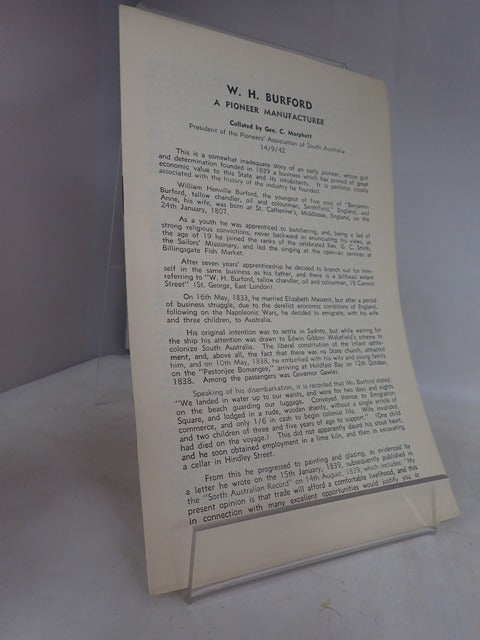 W. H. BURFORD
A PIONEER MANUFACTURER
Collated by Geo. C. Morphett
President of the Pioneers' Association of South Australia
14/9/42
This is a somewhat inadequate story of an early pioneer, whose grit
and determination founded in 1839 a business which has proved of great
economic value to this State and its inhabitants. It is perforce closely
associated with the history of the industry he founded.
William Henville Burford, the youngest of five sons of "Benjamin
Burford, tallow chandler, oil and colourman, Smithfield," England, and
Anne, his wife, was born at St. Catherine's, Middlesex, England, on the
24th January, 1807.
As a youth he was apprenticed to butchering, and, being a lad of
strong religious convictions, never backward in enunciating his views, at
the age of 19 he joined the ranks of the celebrated Rev. G. C. Smith,
the Sailors' Missionary, and led the singing at the open-air services at
Billingsgate Fish Market.
After seven years' apprenticeship he decided to branch out for him-
self in the same business as his father, and there is a billhead extant
referring to "W. H. Burford, tallow chandler, oil and colourman, 19 Cannon
Street" (St. George, East London).
On 16th May, 1833, he married Elizabeth Messent, but after a period
of business struggle, due to the derelict economic conditions of England,
following on the Napoleonic Wars, he decided to emigrate, with his wife
and three children, to Australia.
His original intention was to settle in Sydney, but while waiting for
the ship his attention was drawn to Edwin Gibbon Wakefield's scheme to
colonize South Australia. The liberal constitution of the infant settle-
ment, and, above all, the fact that there was no State church, attracted
him, and on 10th May, 1838, he embarked with his wife and young family
on the "Pestonjee Bomangee," arriving at Holdfast Bay on 12th October,
1838. Among the passengers was Governor Gawler.
Speaking of his disembarkation, it is recorded that Mr. Burford stated:
"We landed in water up to our waists, and were for two days and nights
on the beach guarding our luggage. Conveyed thence to Emigration
Square, and lodged in a rude, wooden shanty, without a single article of
commerce, and only 1/6 in cash to begin colonial life. Wife invalided,
and two children of three and five years of age to support." (One child
had died on the voyage.) This did not apparently daunt his stout heart,
and he soon obtained employment in a lime kiln, and then in excavating
a cellar in Hindley Street.
From this he progressed to painting and glazing, as evidenced by
a letter he wrote on the 15th January, 1839, subsequently published in
the "South Australian Record" on 14th August, 1839, which includes: "My
present opinion is that trade will afford a comfortable livelihood, and this
in connection with many excellent opportunities would justify you in